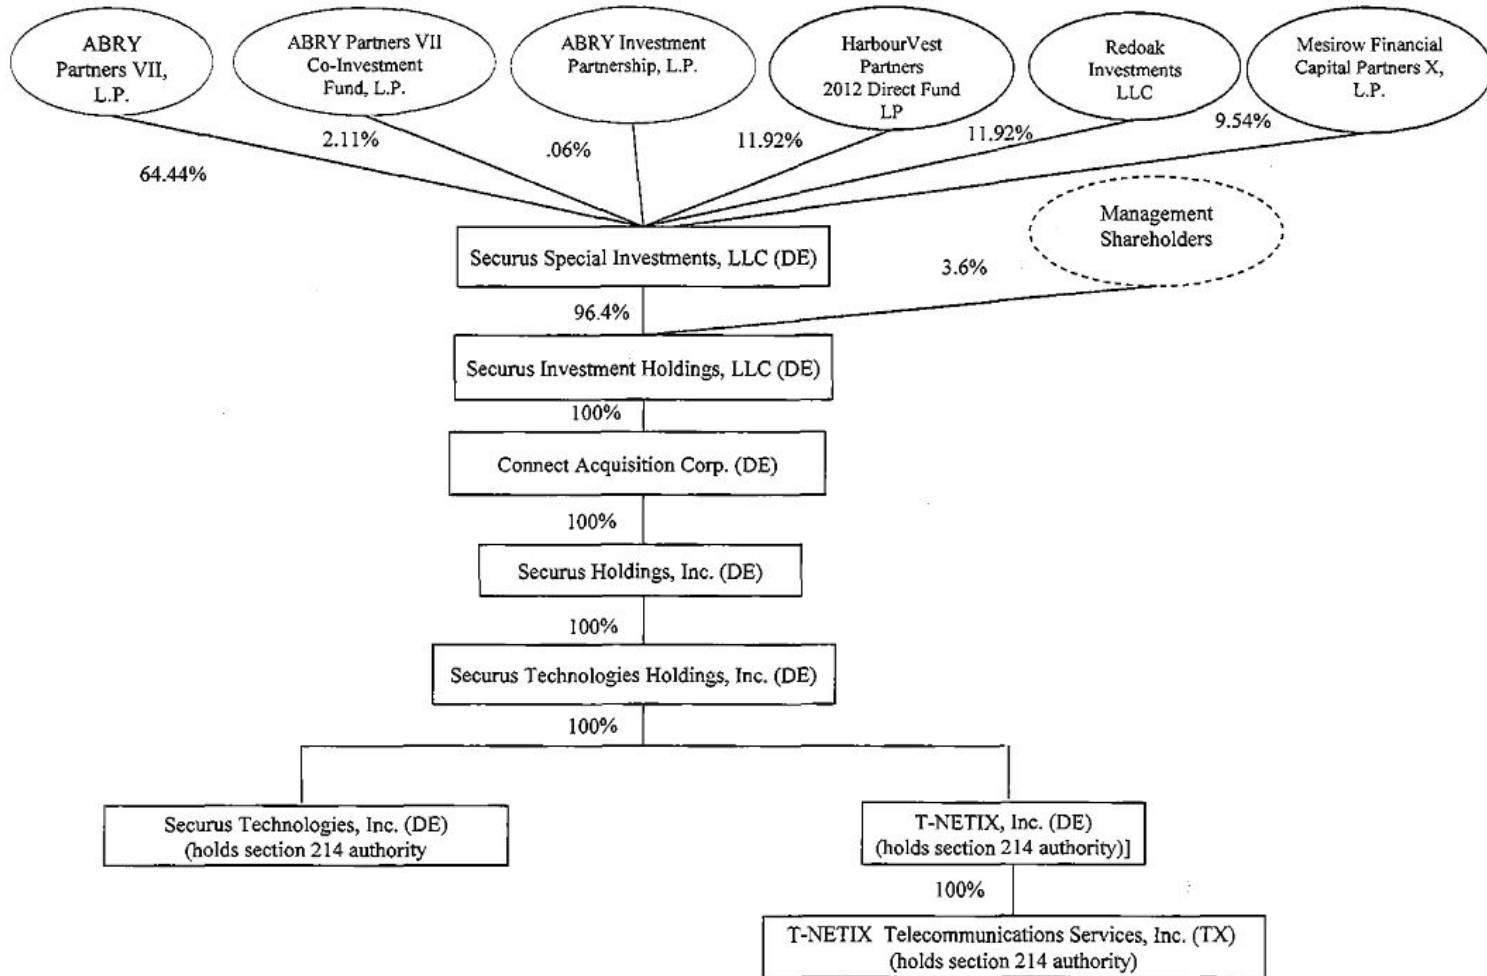 ABRY
Partners VII,
L.P.
ABRY Partners VII
Co-Investment
Fund, L.P.
ABRY Investment
Partnership, L.P.
HarbourVest
Partners
2012 Direct Fund
LP
Redoak
Investments
LLC
Mesirow Financial
Capital Partners X,
L.P.
64.44%
2.11%
.06%
11.92%
11.92%
9.54%
Management
Shareholders
Securus Special Investments, LLC (DE)
3.6%
96.4%
Securus Investment Holdings, LLC (DE)
100%
Connect Acquisition Corp. (DE)
100%
Securus Holdings, Inc. (DE)
100%
Securus Technologies Holdings, Inc. (DE)
100%
Securus Technologies, Inc. (DE)
(holds section 214 authority
T-NETIX, Inc. (DE)
(holds section 214 authority)]
100%
T-NETIX Telecommunications Services, Inc. (TX)
(holds section 214 authority)